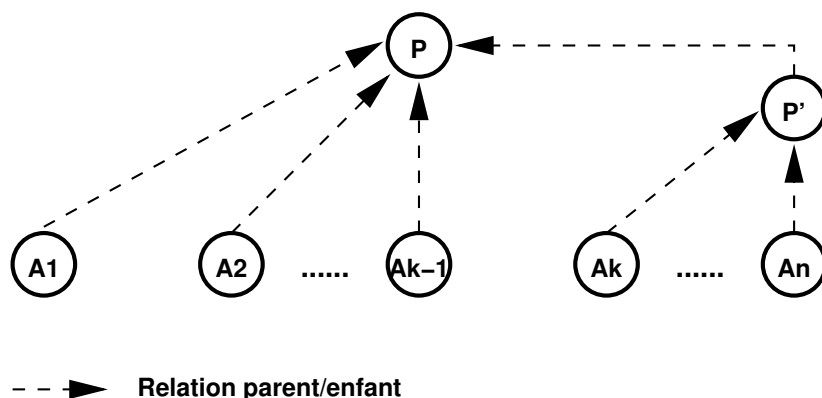 P
P'
A1 A2 ...... Ak−1 Ak ...... An
Relation parent/enfant